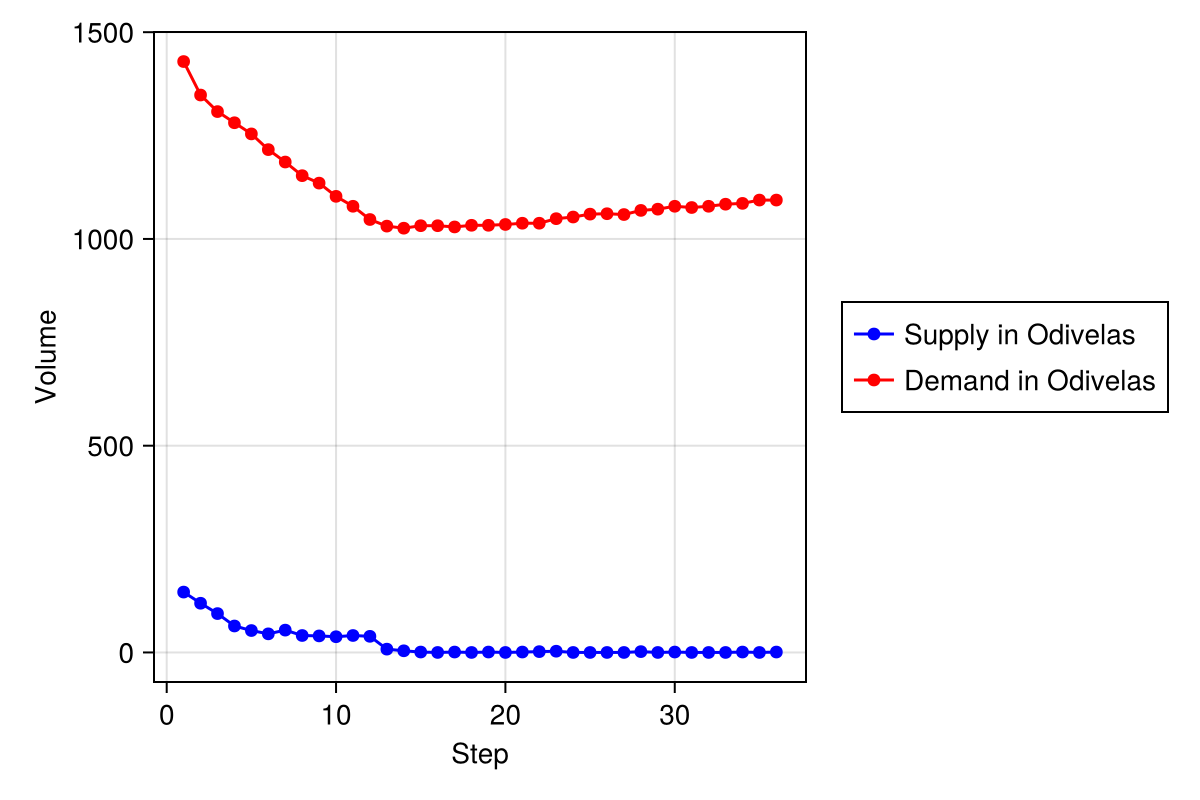 1500
1000
500
0
Volume
0 10 20 30
Step
Supply in Odivelas
Demand in Odivelas